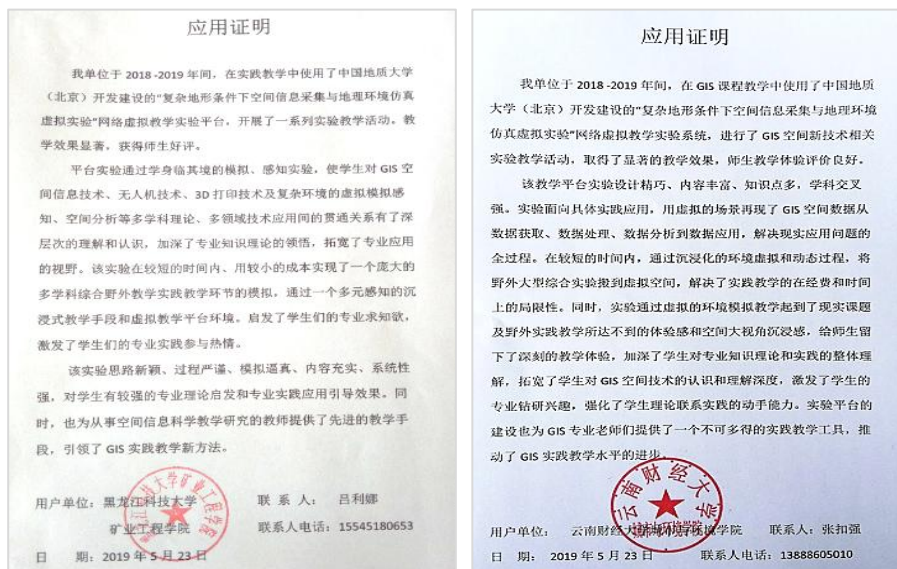 应用证明
我单位于 2018 -2019 年间，在实践教学中使用了中国地质大学
（北京）开发建设的“复杂地形条件下空间信息采集与地理环境仿真
虚拟实验”网络虚拟教学实验平台，开展了一系列实验教学活动。教
学效果显著，获得师生好评。
平台实验通过学身临其境的模拟、感知实验，使学生对 GIS 空
间信息技术、无人机技术、3D 打印技术及复杂环境的虚拟模拟感
知、空间分析等多学科理论、多领域技术应用间的贯通关系有了深
层次的理解和认识，加深了专业知识理论的领悟，拓宽了专业应用
的视野。该实验在较短的时间内、用较小的成本实现了一个庞大的
多学科综合野外教学实践教学环节的模拟，通过一个多元感知的沉
浸式教学手段和虚拟教学平台环境。启发了学生们的专业求知欲，
激发了学生们的专业实践参与热情。
该实验思路新颖、过程严谨、模拟逼真、内容充实、系统性
强，对学生有较强的专业理论启发和专业实践应用引导效果。同
时，也为从事空间信息科学教学研究的教师提供了先进的教学手
段，引领了 GIS 实践教学新方法。
用户单位：黑龙江科技大学 联 系 人： 吕利娜
矿业工程学院 联系人电话：15545180653
日 期：2019 年 5 月 23 日
应用证明
我单位于 2018 -2019 年间，在 GIS 课程教学中使用了中国地质
大学（北京）开发建设的“复杂地形条件下空间信息采集与地理环境
仿真虚拟实验”网络虚拟教学实验系统，进行了 GIS 空间新技术相关
实验教学活动，取得了显著的教学效果，师生教学体验评价良好。
该教学平台实验设计精巧、内容丰富、知识点多，学科交叉
强。实验面向具体实践应用，用虚拟的场景再现了 GIS 空间数据从
数据获取、数据处理、数据分析到数据应用，解决现实应用问题的
全过程。在较短的时间内，通过沉浸化的环境虚拟和动态过程，将
野外大型综合实验搬到虚拟空间，解决了实践教学的在经费和时间
上的局限性。同时，实验通过虚拟的环境模拟教学起到了现实课题
及野外实践教学所达不到的体验感和空间大视角沉浸感，给师生留
下了深刻的教学体验，加深了学生对专业知识理论和实践的整体理
解，拓宽了学生对 GIS 空间技术的认识和理解深度，激发了学生的
专业钻研兴趣，强化了学生理论联系实践的动手能力。实验平台的
建设也为 GIS 专业老师们提供了一个不可多得的实践教学工具，推
动了 GIS 实践教学水平的进步。
云南财经大学
用户单位： 云南财经大学城市与环境学院 联系人：张扣强
日 期： 2019 年 5 月 23 日 联系人电话：13888605010